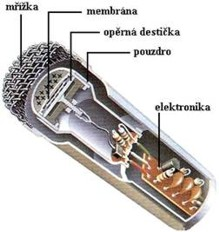 mřížka
membrána
opěrná destička
pouzdro
elektronika